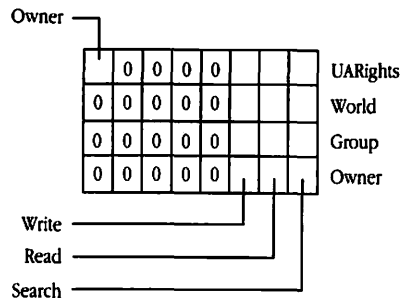 Owner
0 0 0 0 UARights
0 0 0 0 0 World
0 0 0 0 0 Group
0 0 0 0 0 Owner
Write
Read
Search